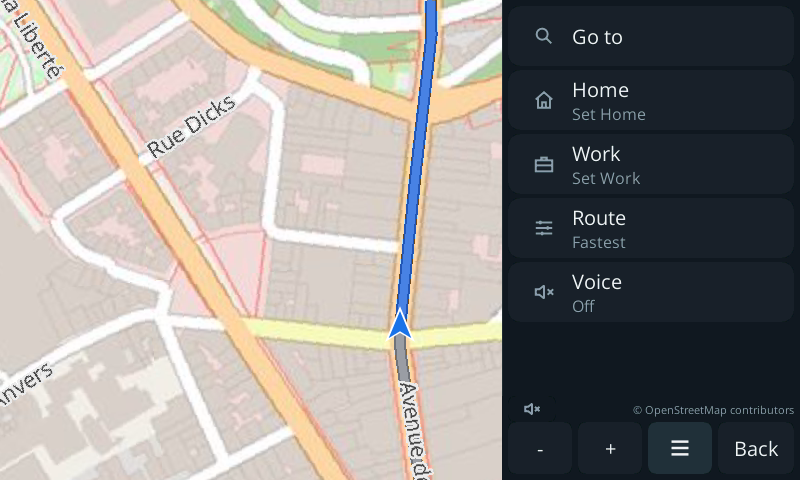 a Liberté
Rue Dicks
Anvers
Avenue de
Go to
Home
Set Home
Work
Set Work
Route
Fastest
Voice
Off
© OpenStreetMap contributors
- + Back